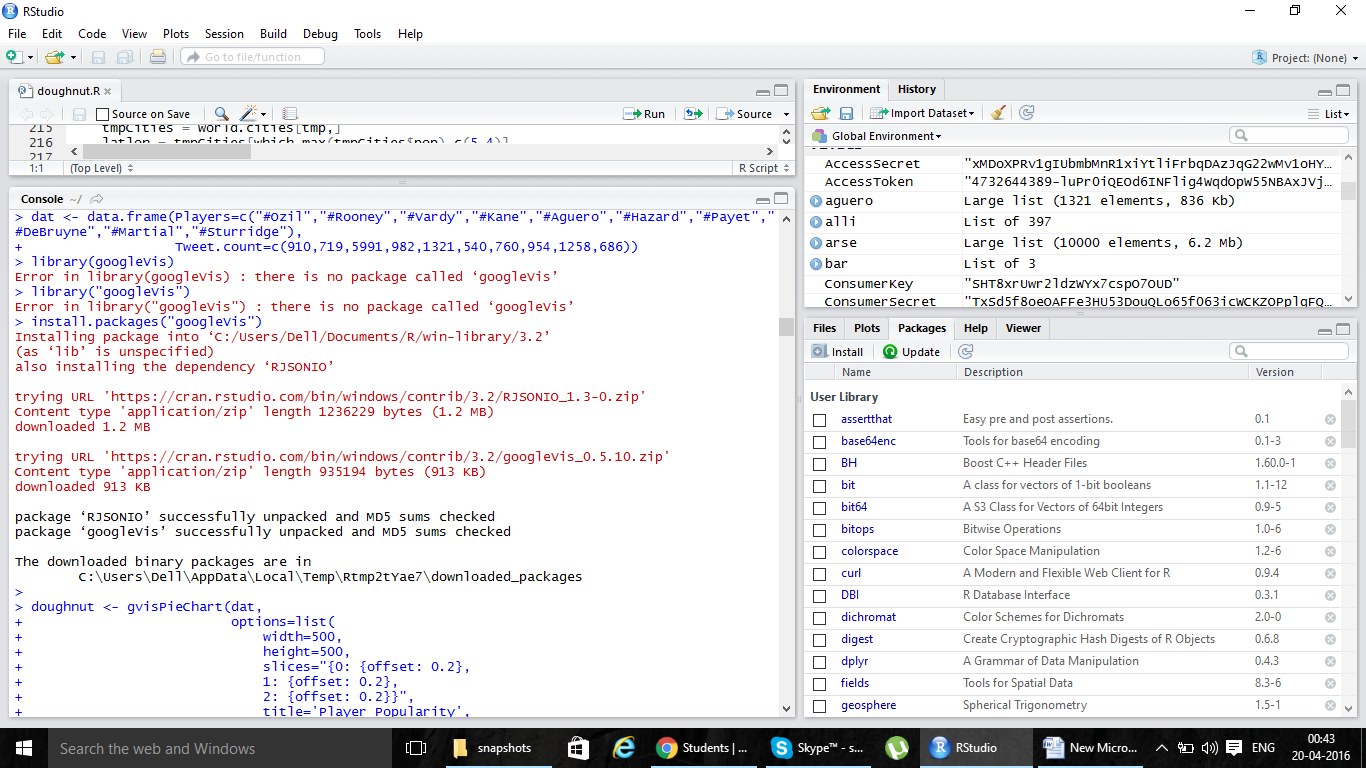 RStudio
File Edit Code View Plots Session Build Debug Tools Help
Go to file/function
Project: (None)
doughnut.R
Source on Save
Run
Source
215 tmpCities = world.cities[tmp,]
216 latlon = tmpCities[which.max(tmpCities$pop),c(5,4)]
217
1:1 (Top Level) R Script
Console ~/
> dat <- data.frame(Players=c("#Ozil","#Rooney","#Vardy","#Kane","#Aguero","#Hazard","#Payet","
#DeBruyne","#Martial","#Sturridge"),
+ Tweet.count=c(910,719,5991,982,1321,540,760,954,1258,686))
> library(googleVis)
Error in library(googleVis) : there is no package called ‘googleVis’
> library("googleVis")
Error in library("googleVis") : there is no package called ‘googleVis’
> install.packages("googleVis")
Installing package into ‘C:/Users/Dell/Documents/R/win-library/3.2’
(as ‘lib’ is unspecified)
also installing the dependency ‘RJSONIO’
trying URL 'https://cran.rstudio.com/bin/windows/contrib/3.2/RJSONIO_1.3-0.zip'
Content type 'application/zip' length 1236229 bytes (1.2 MB)
downloaded 1.2 MB
trying URL 'https://cran.rstudio.com/bin/windows/contrib/3.2/googleVis_0.5.10.zip'
Content type 'application/zip' length 935194 bytes (913 KB)
downloaded 913 KB
package ‘RJSONIO’ successfully unpacked and MD5 sums checked
package ‘googleVis’ successfully unpacked and MD5 sums checked
The downloaded binary packages are in
C:\Users\Dell\AppData\Local\Temp\Rtmp2tYae7\downloaded_packages
>
> doughnut <- gvisPieChart(dat,
+ options=list(
+ width=500,
+ height=500,
+ slices="{0: {offset: 0.2},
+ 1: {offset: 0.2},
+ 2: {offset: 0.2}}",
+ title='Player Popularity',
Environment History
Import Dataset
List
Global Environment
AccessSecret "xMDoXPRv1gIUbmbMnR1xiYtliFrbqDAzJqG22wMv1oHY…
AccessToken "4732644389-luPrOiQEOd6INFlig4WqdOpW55NBAxJVj…
aguero Large list (1321 elements, 836 Kb)
alli List of 397
arse Large list (10000 elements, 6.2 Mb)
bar List of 3
ConsumerKey "SHT8xrUwr2ldzWYx7cspO7OUD"
ConsumerSecret
Files Plots Packages Help Viewer
Install Update
Name Description Version
User Library
assertthat Easy pre and post assertions. 0.1
base64enc Tools for base64 encoding 0.1-3
BH Boost C++ Header Files 1.60.0-1
bit A class for vectors of 1-bit booleans 1.1-12
bit64 A S3 Class for Vectors of 64bit Integers 0.9-5
bitops Bitwise Operations 1.0-6
colorspace Color Space Manipulation 1.2-6
curl A Modern and Flexible Web Client for R 0.9.4
DBI R Database Interface 0.3.1
dichromat Color Schemes for Dichromats 2.0-0
digest Create Cryptographic Hash Digests of R Objects 0.6.8
dplyr A Grammar of Data Manipulation 0.4.3
fields Tools for Spatial Data 8.3-6
geosphere Spherical Trigonometry 1.5-1
Search the web and Windows
snapshots
Students | ...
Skype™ - s...
RStudio
New Micro...
ENG
00:43
20-04-2016